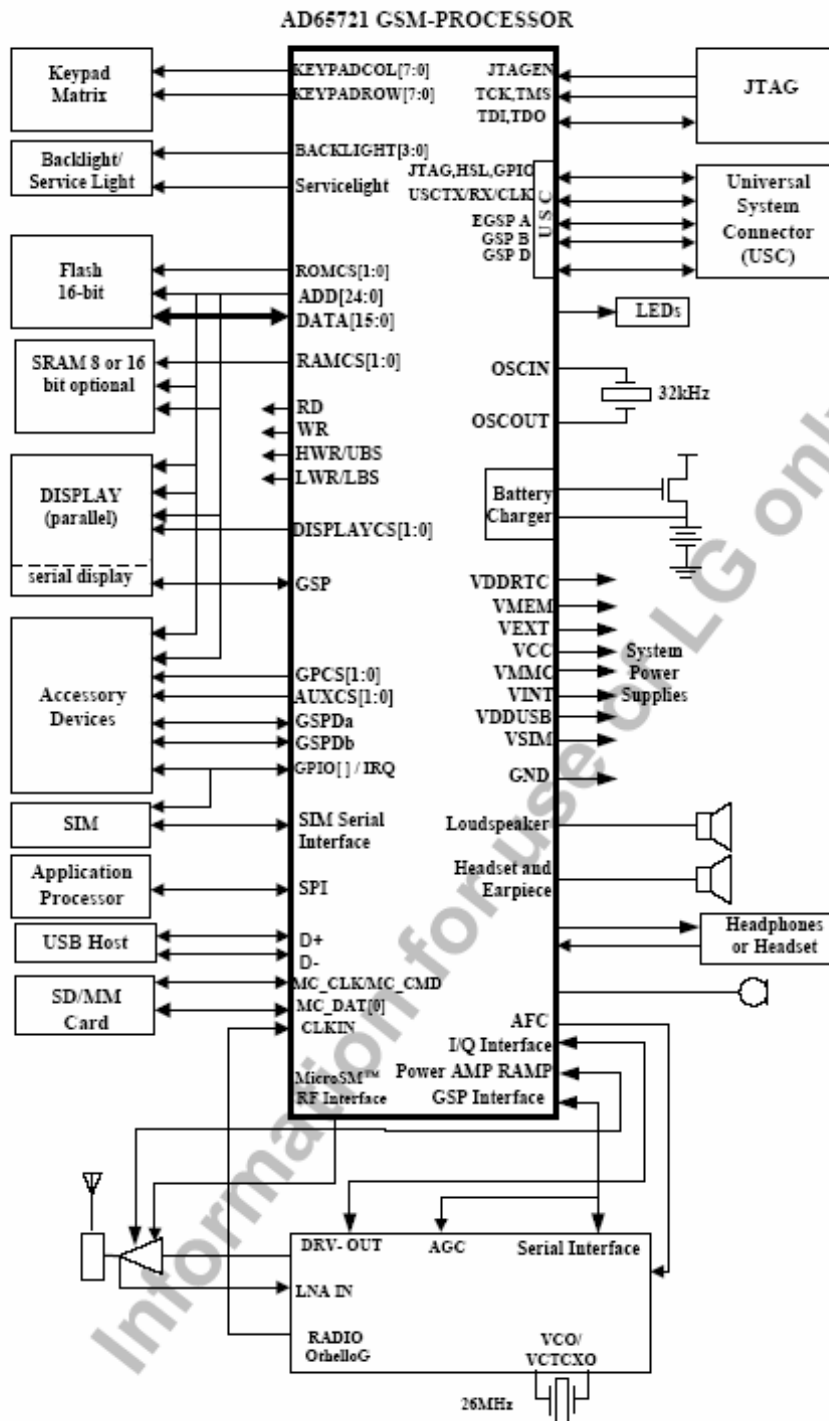 AD65721 GSM-PROCESSOR
Keypad
Matrix
KEYPADCOL[7:0]
KEYPADROW[7:0]
JTAGEN
TCK,TMS
TDI,TDO
JTAG
Backlight/
Service Light
BACKLIGHT[3:0]
Servicelight
JTAG,HSL,GPIO
USCTX/RX/CLK
EGSP A
GSP B
GSP D
USC
Universal
System
Connector
(USC)
Flash
16-bit
ROMCS[1:0]
ADD[24:0]
DATA[15:0]
LEDs
SRAM 8 or 16
bit optional
RAMCS[1:0]
RD
WR
HWR/UBS
LWR/LBS
OSCIN
OSCOUT
32kHz
DISPLAY
(parallel)
serial display
DISPLAYCS[1:0]
GSP
Battery
Charger
VDDRTC
VMEM
VEXT
VCC
VMMC
VINT
VDDUSB
VSIM
GND
System
Power
Supplies
Accessory
Devices
GPCS[1:0]
AUXCS[1:0]
GSPDa
GSPDb
GPIO[ ] / IRQ
SIM
SIM Serial
Interface
Loudspeaker
Application
Processor
SPI
Headset and
Earpiece
USB Host
D+
D-
Headphones
or Headset
SD/MM
Card
MC_CLK/MC_CMD
MC_DAT[0]
CLKIN
AFC
I/Q Interface
Power AMP RAMP
GSP Interface
MicroSM™
RF Interface
DRV- OUT
AGC
Serial Interface
LNA IN
RADIO
OthelloG
VCO/
VCTCXO
26MHz
Information for use of LG onl